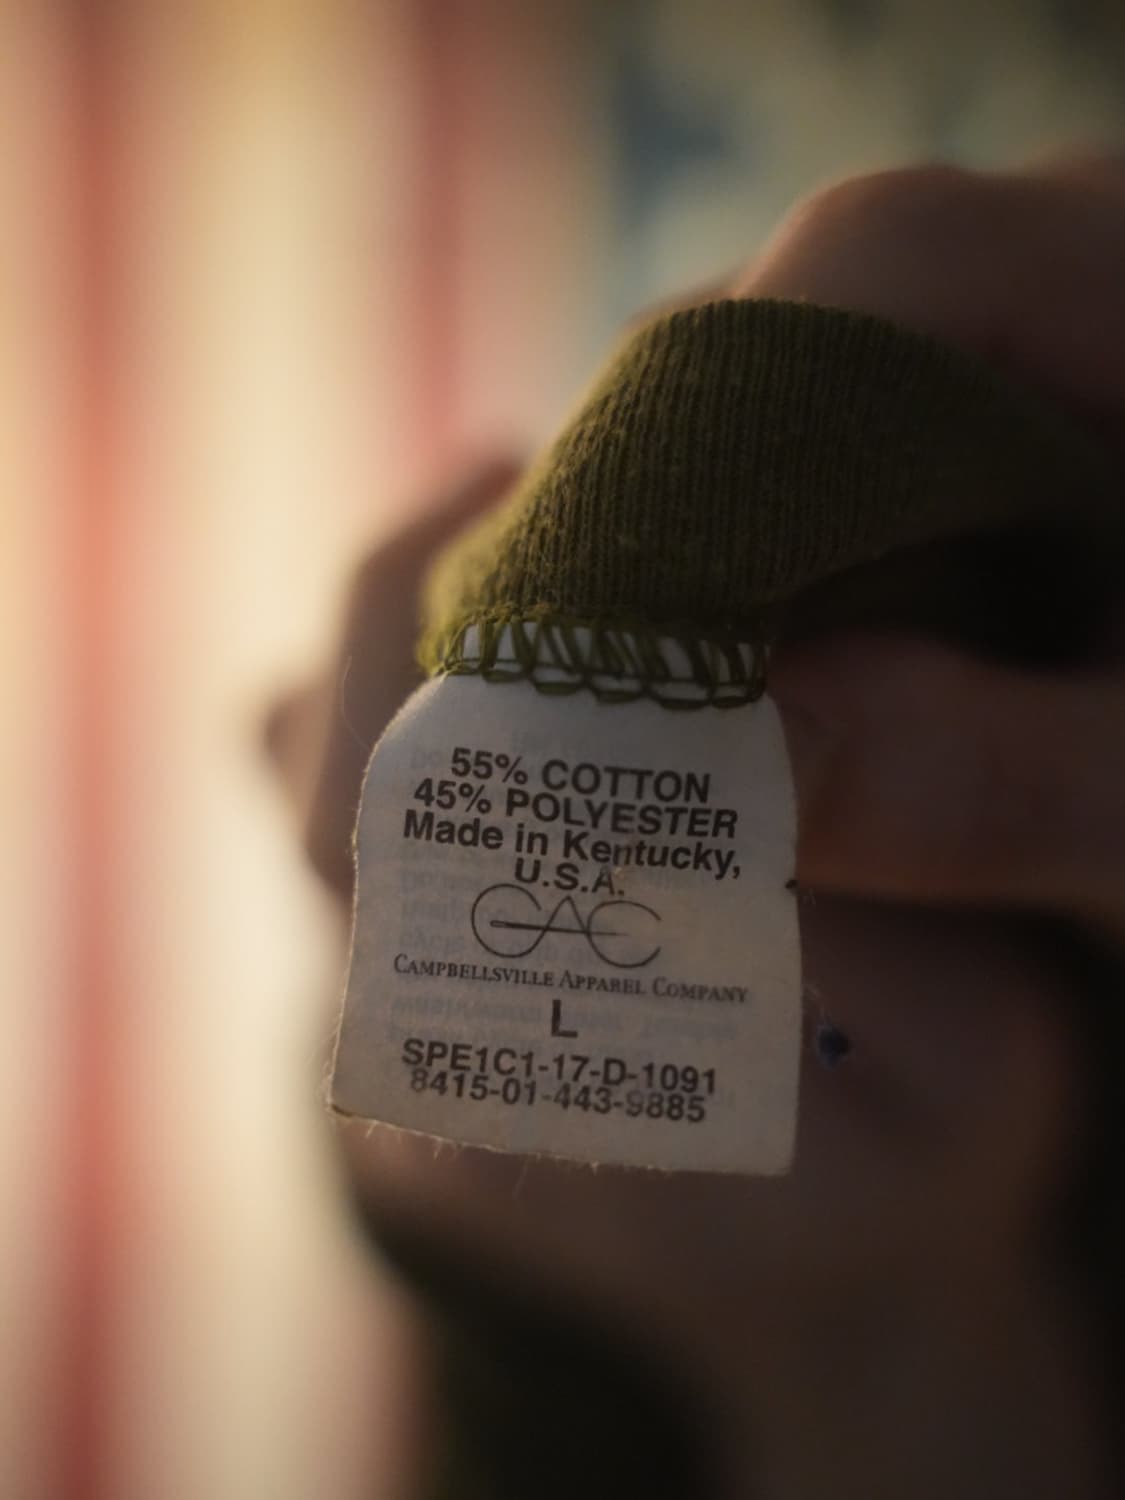 55% COTTON
45% POLYESTER
Made in Kentucky,
U.S.A.
CAC
CAMPBELLSVILLE APPAREL COMPANY
L
SPE1C1-17-D-1091
8415-01-443-9885